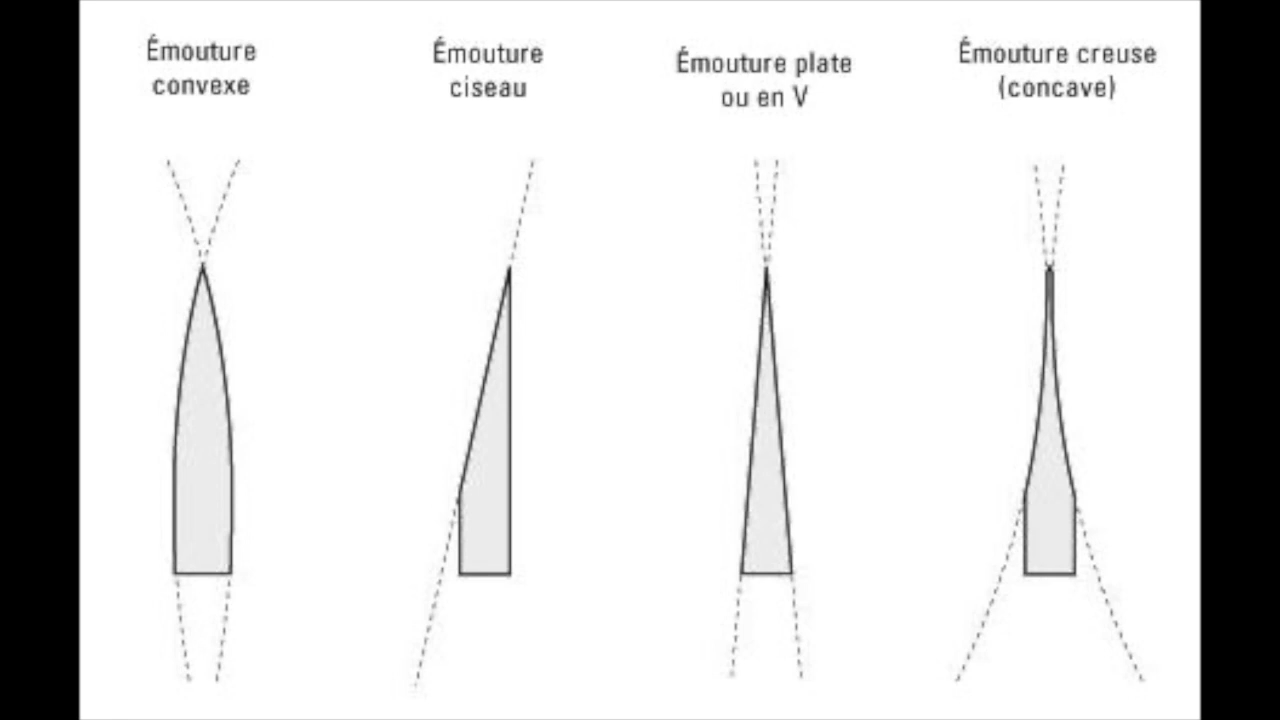 Émouture
convexe
Émouture
ciseau
Émouture plate
ou en V
Émouture creuse
(concave)